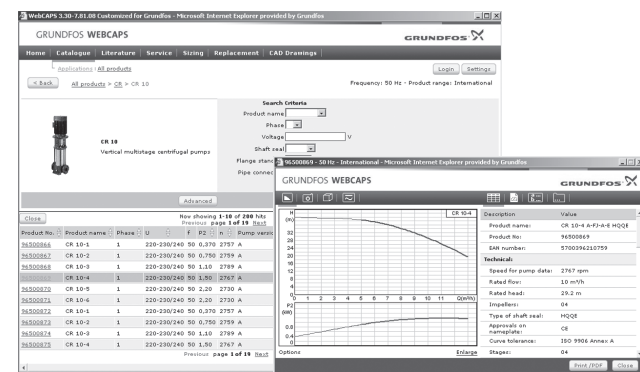 WebCAPS 3.30-7.81.08 Customized for Grundfos - Microsoft Internet Explorer provided by Grundfos
GRUNDFOS WEBCAPS
GRUNDFOS
Home Catalogue Literature Service Sizing Replacement CAD Drawings
Applications All products
Login Settings
< Back All products > CR > CR 10
Frequency: 50 Hz - Product range: International
CR 10
Vertical multistage centrifugal pumps
Search Criteria
Product name
Phase
Voltage V
Shaft seal
Flange stanc
Pipe connec
Advanced
Close
Now showing 1-10 of 200 hits
Previous page 1 of 19 Next
Product No. Product name Phase U f P2 n Pump versio
96500866 CR 10-1 1 220-230/240 50 0,370 2757 A
96500867 CR 10-2 1 220-230/240 50 0,750 2759 A
96500868 CR 10-3 1 220-230/240 50 1,10 2789 A
CR 10-4 1 220-230/240 50 1,50 2767 A
96500870 CR 10-5 1 220-230/240 50 2,20 2730 A
96500871 CR 10-6 1 220-230/240 50 2,20 2730 A
96500872 CR 10-1 1 220-230/240 50 0,370 2757 A
96500873 CR 10-2 1 220-230/240 50 0,750 2759 A
96500874 CR 10-3 1 220-230/240 50 1,10 2789 A
96500875 CR 10-4 1 220-230/240 50 1,50 2767 A
Previous page 1 of 19 Next
96500869 - 50 Hz - International - Microsoft Internet Explorer provided by Grundfos
GRUNDFOS WEBCAPS
GRUNDFOS
H
(m)
CR 10-4
32
28
24
20
16
12
8
4
0
0 1 2 3 4 5 6 7 8 9 10 11 Q(m³/h)
P2
(kW)
0.8
0.4
0
Options Enlarge
Description Value
Product name: CR 10-4 A-FJ-A-E HQQE
Product No: 96500869
EAN number: 5700396210759
Technical:
Speed for pump data: 2767 rpm
Rated flow: 10 m³/h
Rated head: 29.2 m
Impellers: 04
Type of shaft seal: HQQE
Approvals on nameplate: CE
Curve tolerance: ISO 9906 Annex A
Stages: 04
Print /PDF Close